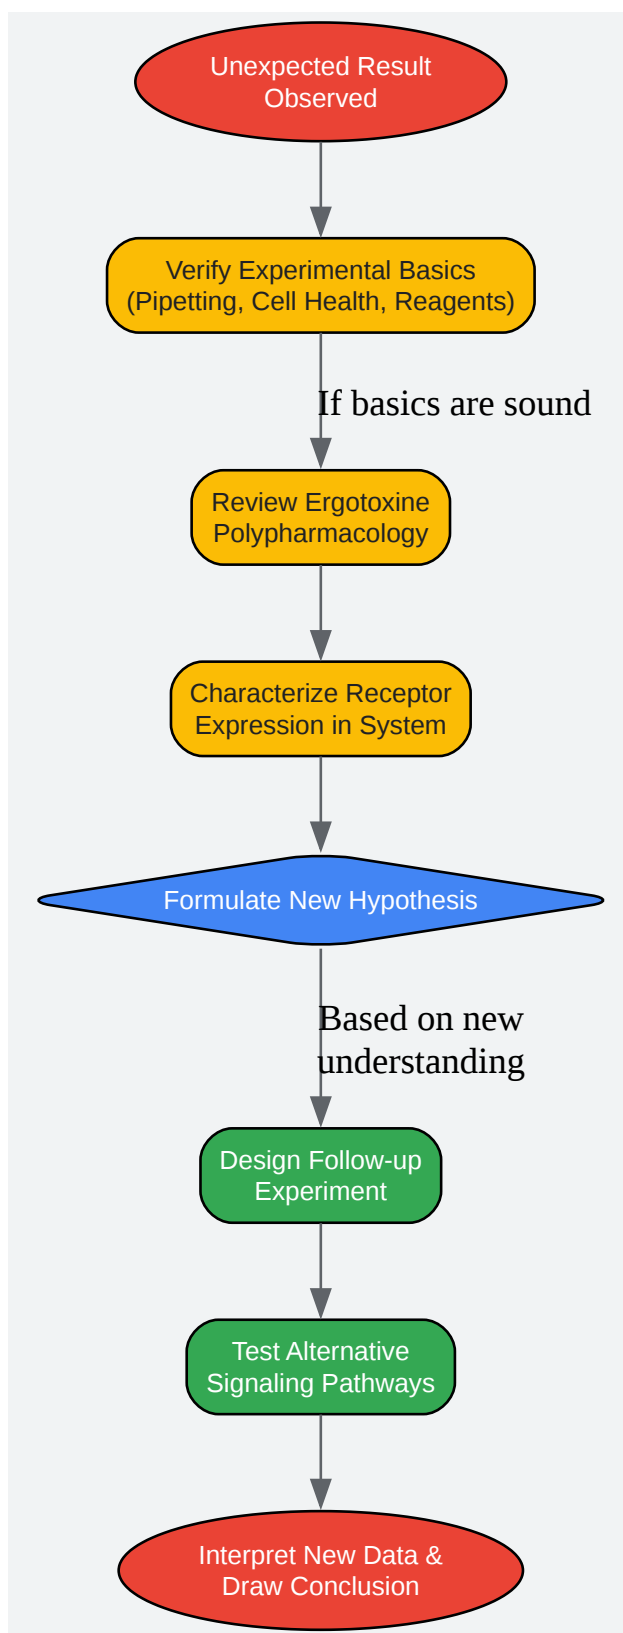 Unexpected Result
Observed
Verify Experimental Basics
(Pipetting, Cell Health, Reagents)
If basics are sound
Review Ergotoxine
Polypharmacology
Characterize Receptor
Expression in System
Formulate New Hypothesis
Based on new
understanding
Design Follow-up
Experiment
Test Alternative
Signaling Pathways
Interpret New Data &
Draw Conclusion